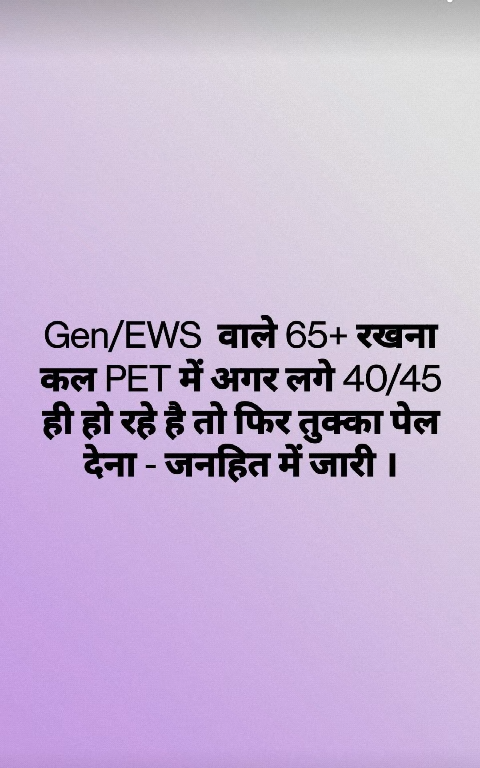 Gen/EWS वाले 65+ रखना
कल PET में अगर लगे 40/45
ही हो रहे है तो फिर तुक्का पेल
देना - जनहित में जारी ।